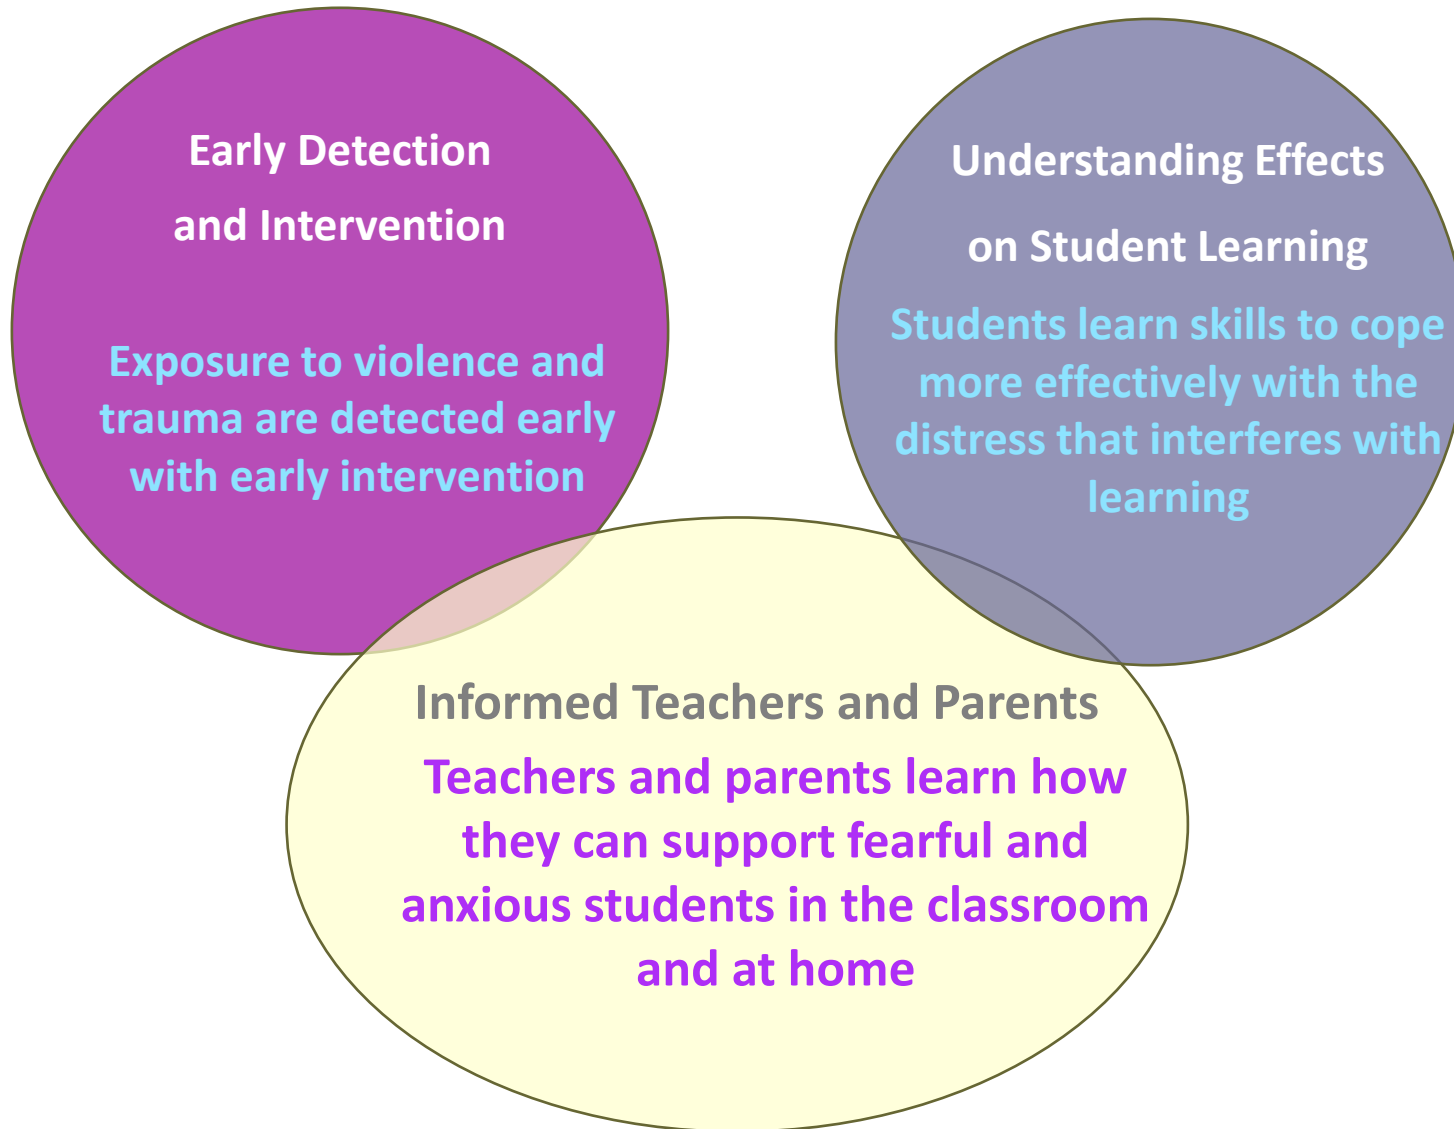 Early Detection
and Intervention
Exposure to violence and
trauma are detected early
with early intervention
Understanding Effects
on Student Learning
Students learn skills to cope
more effectively with the
distress that interferes with
learning
Informed Teachers and Parents
Teachers and parents learn how
they can support fearful and
anxious students in the classroom
and at home